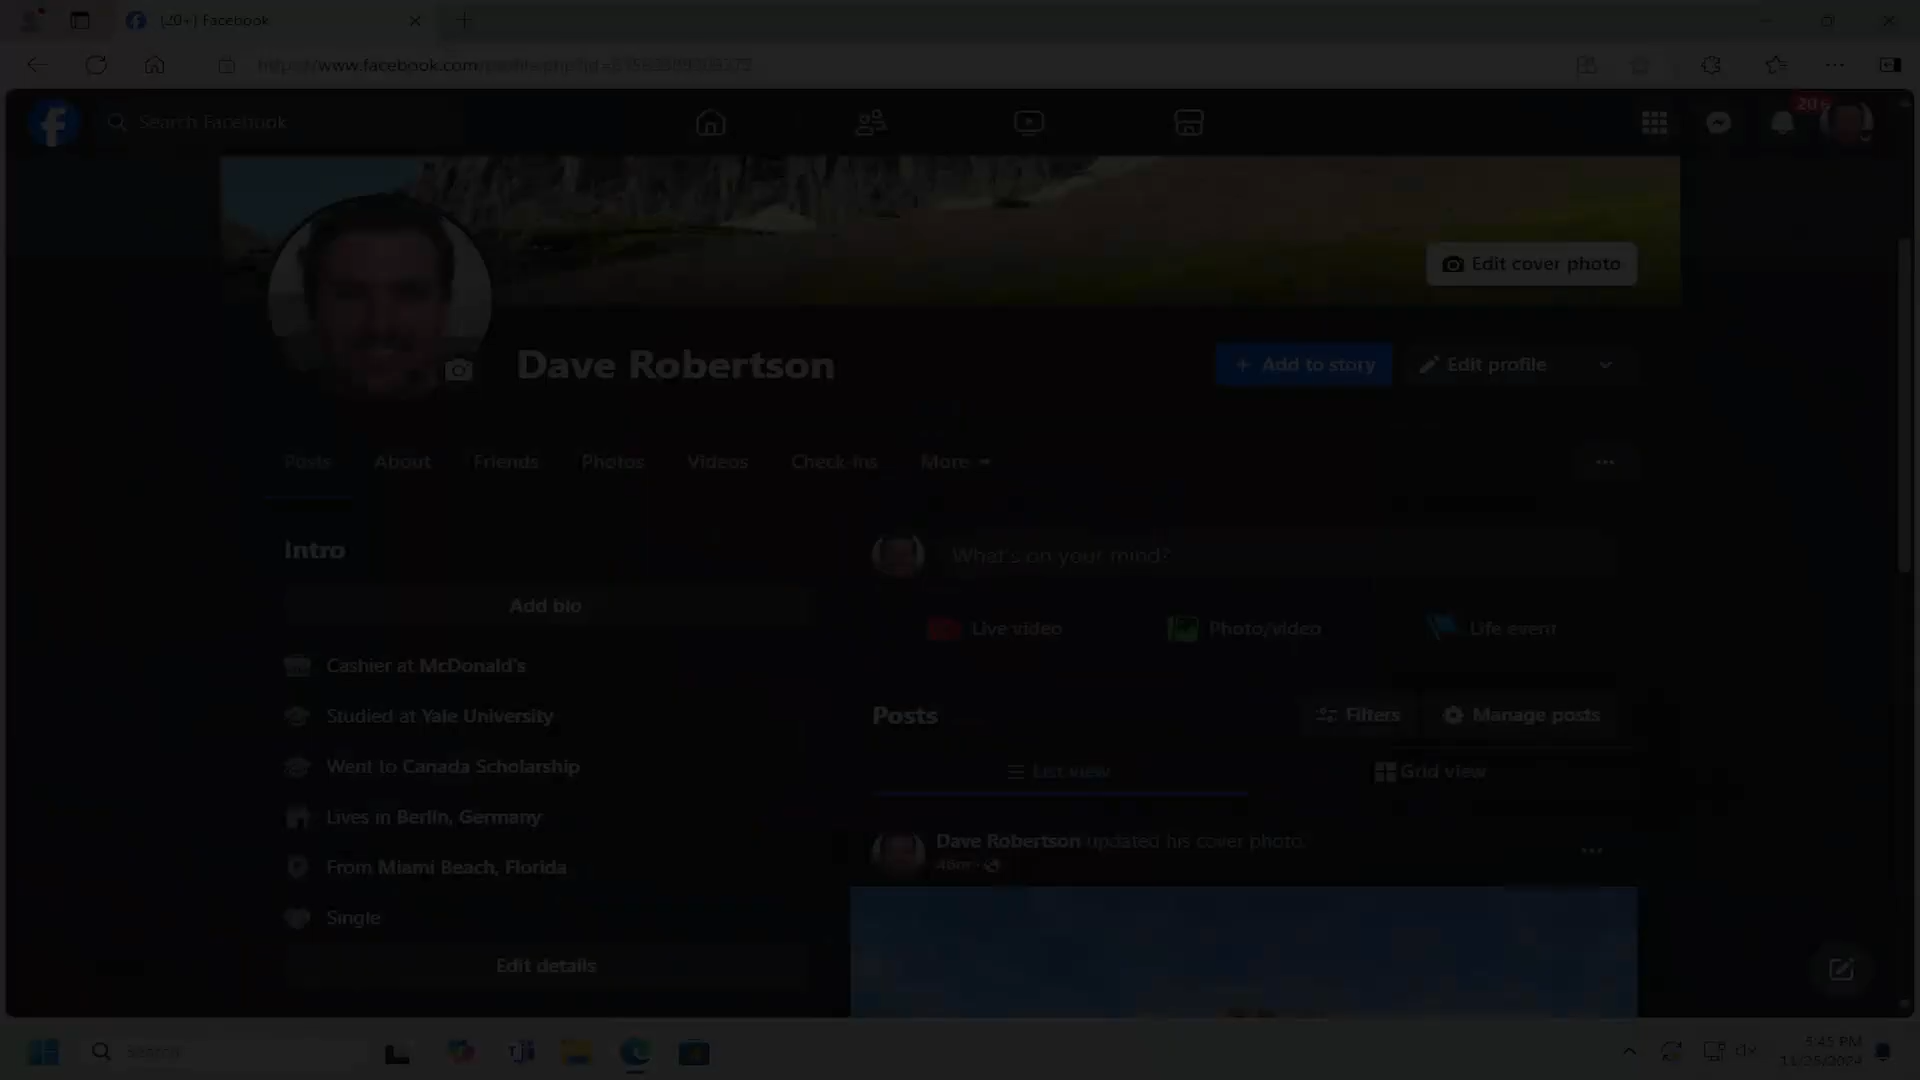 (20+) Facebook
www.facebook.com
Search Facebook
20+
Edit cover photo
Dave Robertson
+ Add to story
Edit profile
Posts About Friends Photos Videos Check-ins More
Intro
What's on your mind?
Add bio
Live video Photo/video Life event
Cashier at McDonald's
Posts Filters Manage posts
Studied at Yale University
Went to Canada Scholarship
List view Grid view
Lives in Berlin, Germany
Dave Robertson updated his cover photo.
46m
From Miami Beach, Florida
Single
Edit details
Search